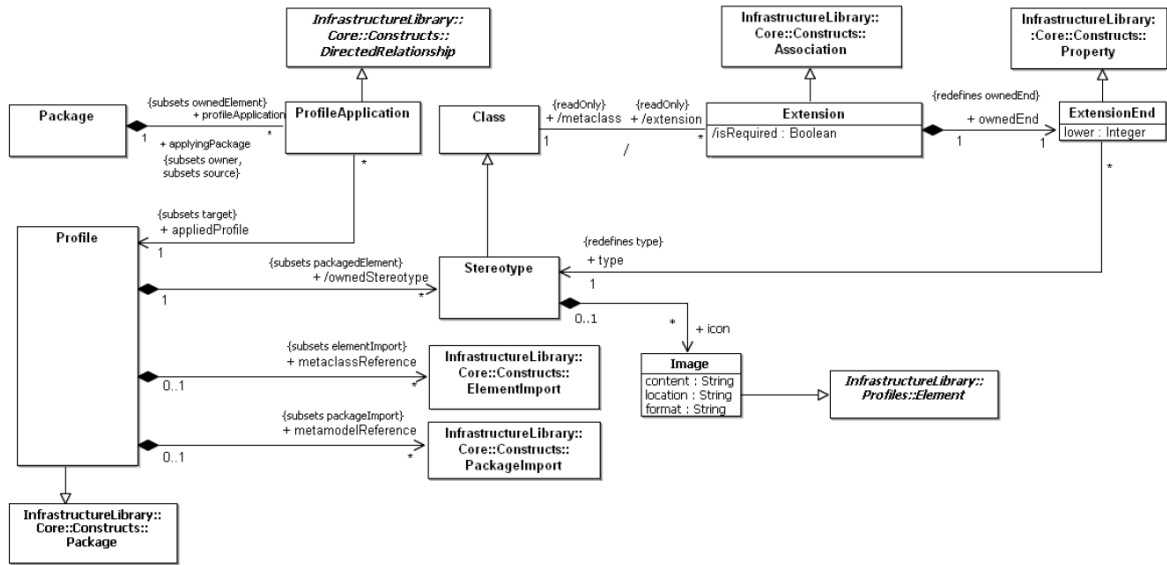 InfrastructureLibrary::
Core::Constructs::
DirectedRelationship
InfrastructureLibrary::
Core::Constructs::
Association
InfrastructureLibrary:
:Core::Constructs::
Property
Package
{subsets ownedElement}
+ profileApplication
1
*
+ applyingPackage
{subsets owner,
subsets source}
ProfileApplication
*
Class
{readOnly}
+ /metaclass
1
{readOnly}
+ /extension
*
/
Extension
/isRequired : Boolean
{redefines ownedEnd}
+ ownedEnd
1
1
ExtensionEnd
lower : Integer
*
{subsets target}
+ appliedProfile
1
Profile
{subsets packagedElement}
+ /ownedStereotype
1
*
Stereotype
{redefines type}
+ type
1
0..1
*
+ icon
{subsets elementImport}
+ metaclassReference
0..1
*
InfrastructureLibrary::
Core::Constructs::
ElementImport
Image
content : String
location : String
format : String
InfrastructureLibrary::
Profiles::Element
{subsets packageImport}
+ metamodelReference
0..1
*
InfrastructureLibrary::
Core::Constructs::
PackageImport
InfrastructureLibrary::
Core::Constructs::
Package